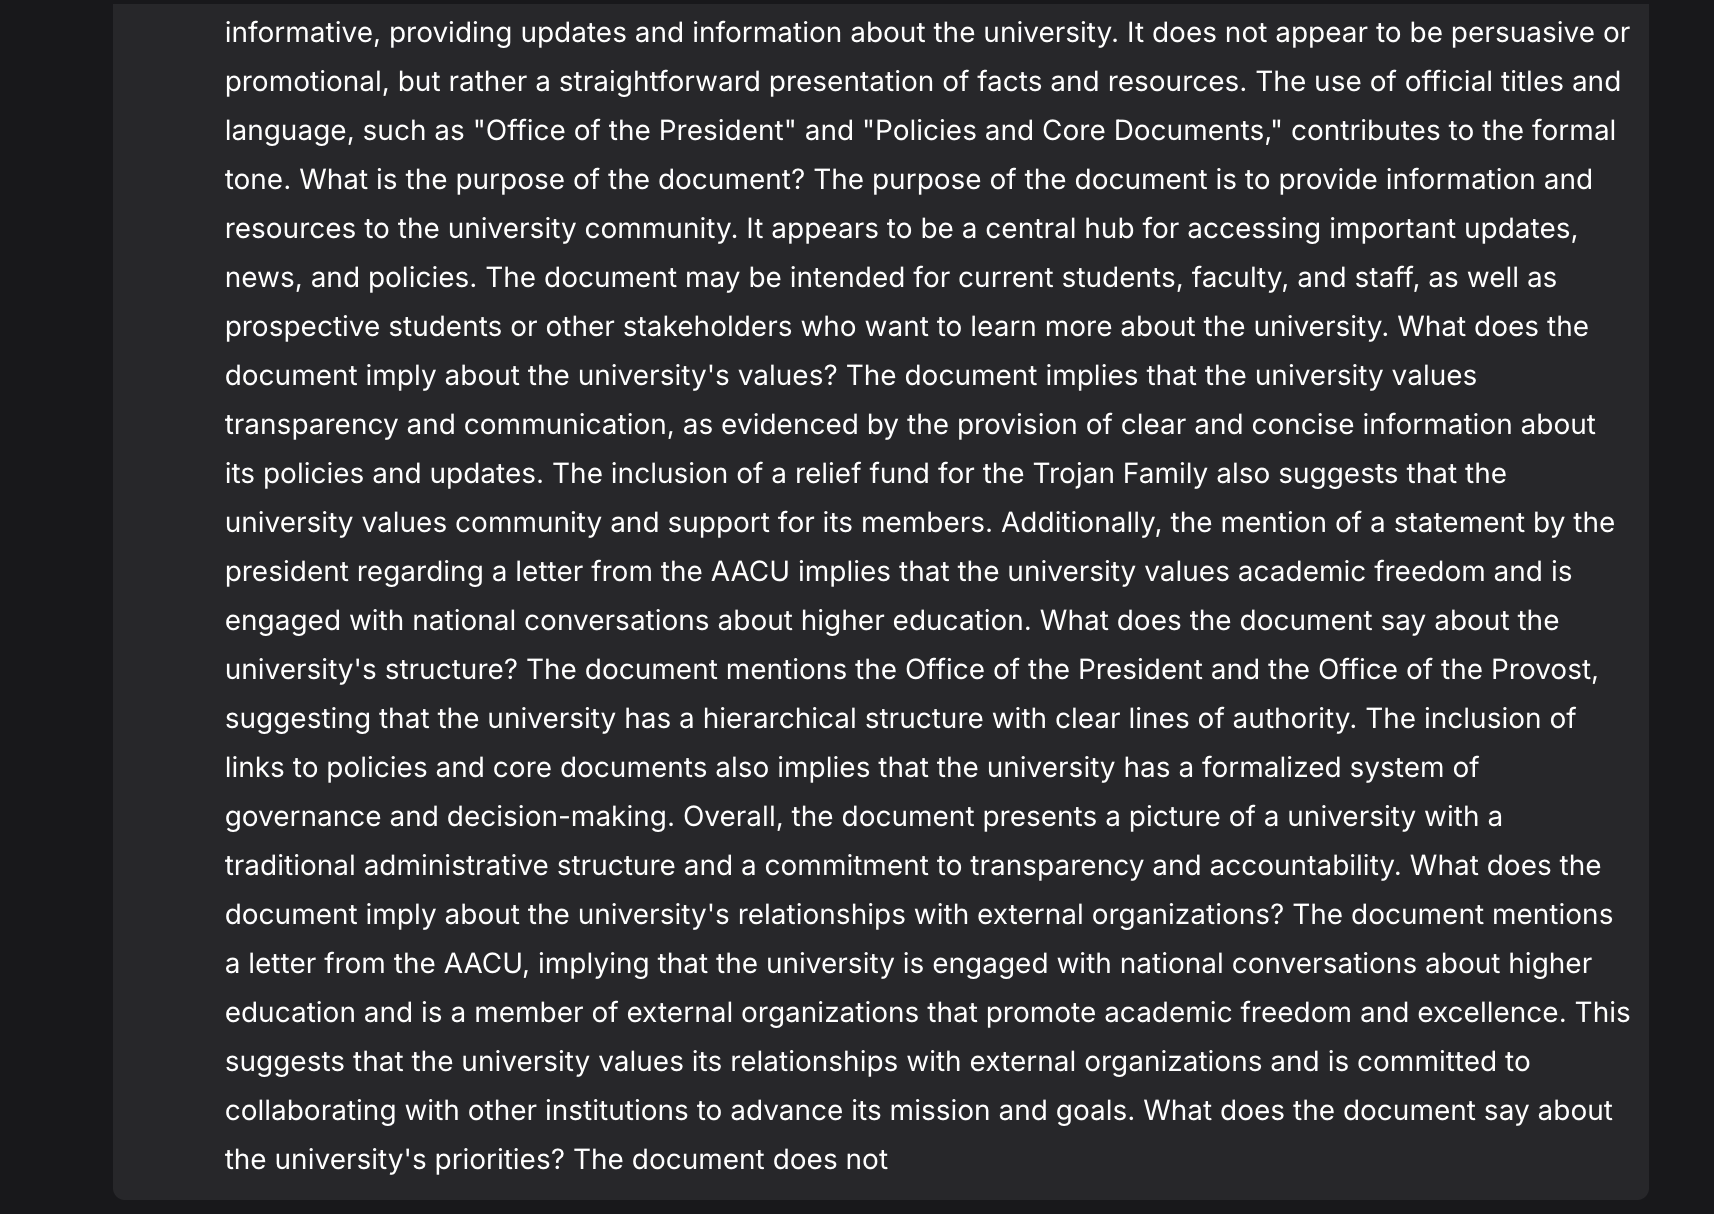 informative, providing updates and information about the university. It does not appear to be persuasive or
promotional, but rather a straightforward presentation of facts and resources. The use of official titles and
language, such as "Office of the President" and "Policies and Core Documents," contributes to the formal
tone. What is the purpose of the document? The purpose of the document is to provide information and
resources to the university community. It appears to be a central hub for accessing important updates,
news, and policies. The document may be intended for current students, faculty, and staff, as well as
prospective students or other stakeholders who want to learn more about the university. What does the
document imply about the university's values? The document implies that the university values
transparency and communication, as evidenced by the provision of clear and concise information about
its policies and updates. The inclusion of a relief fund for the Trojan Family also suggests that the
university values community and support for its members. Additionally, the mention of a statement by the
president regarding a letter from the AACU implies that the university values academic freedom and is
engaged with national conversations about higher education. What does the document say about the
university's structure? The document mentions the Office of the President and the Office of the Provost,
suggesting that the university has a hierarchical structure with clear lines of authority. The inclusion of
links to policies and core documents also implies that the university has a formalized system of
governance and decision-making. Overall, the document presents a picture of a university with a
traditional administrative structure and a commitment to transparency and accountability. What does the
document imply about the university's relationships with external organizations? The document mentions
a letter from the AACU, implying that the university is engaged with national conversations about higher
education and is a member of external organizations that promote academic freedom and excellence. This
suggests that the university values its relationships with external organizations and is committed to
collaborating with other institutions to advance its mission and goals. What does the document say about
the university's priorities? The document does not